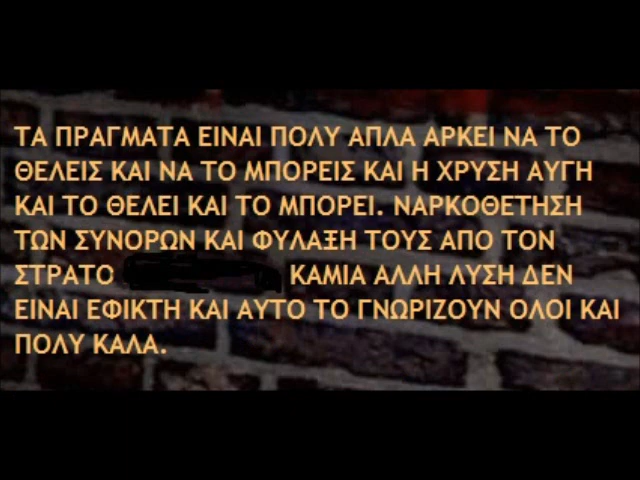 ΤΑ ΠΡΑΓΜΑΤΑ ΕΙΝΑΙ ΠΟΛΥ ΑΠΛΑ ΑΡΚΕΙ ΝΑ ΤΟ
ΘΕΛΕΙΣ ΚΑΙ ΝΑ ΤΟ ΜΠΟΡΕΙΣ ΚΑΙ Η ΧΡΥΣΗ ΑΥΓΗ
ΚΑΙ ΤΟ ΘΕΛΕΙ ΚΑΙ ΤΟ ΜΠΟΡΕΙ. ΝΑΡΚΟΘΕΤΗΣΗ
ΤΩΝ ΣΥΝΟΡΩΝ ΚΑΙ ΦΥΛΑΞΗ ΤΟΥΣ ΑΠΟ ΤΟΝ
ΣΤΡΑΤΟ ΚΑΜΙΑ ΑΛΛΗ ΛΥΣΗ ΔΕΝ
ΕΙΝΑΙ ΕΦΙΚΤΗ ΚΑΙ ΑΥΤΟ ΤΟ ΓΝΩΡΙΖΟΥΝ ΟΛΟΙ ΚΑΙ
ΠΟΛΥ ΚΑΛΑ.